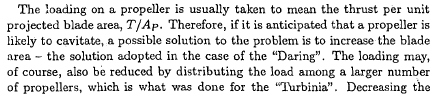 The loading on a propeller is usually taken to mean the thrust per unit
projected blade area, T/Ap. Therefore, if it is anticipated that a propeller is
likely to cavitate, a possible solution to the problem is to increase the blade
area – the solution adopted in the case of the “Daring”. The loading may,
of course, also be reduced by distributing the load among a larger number
of propellers, which is what was done for the “Turbinia”. Decreasing the